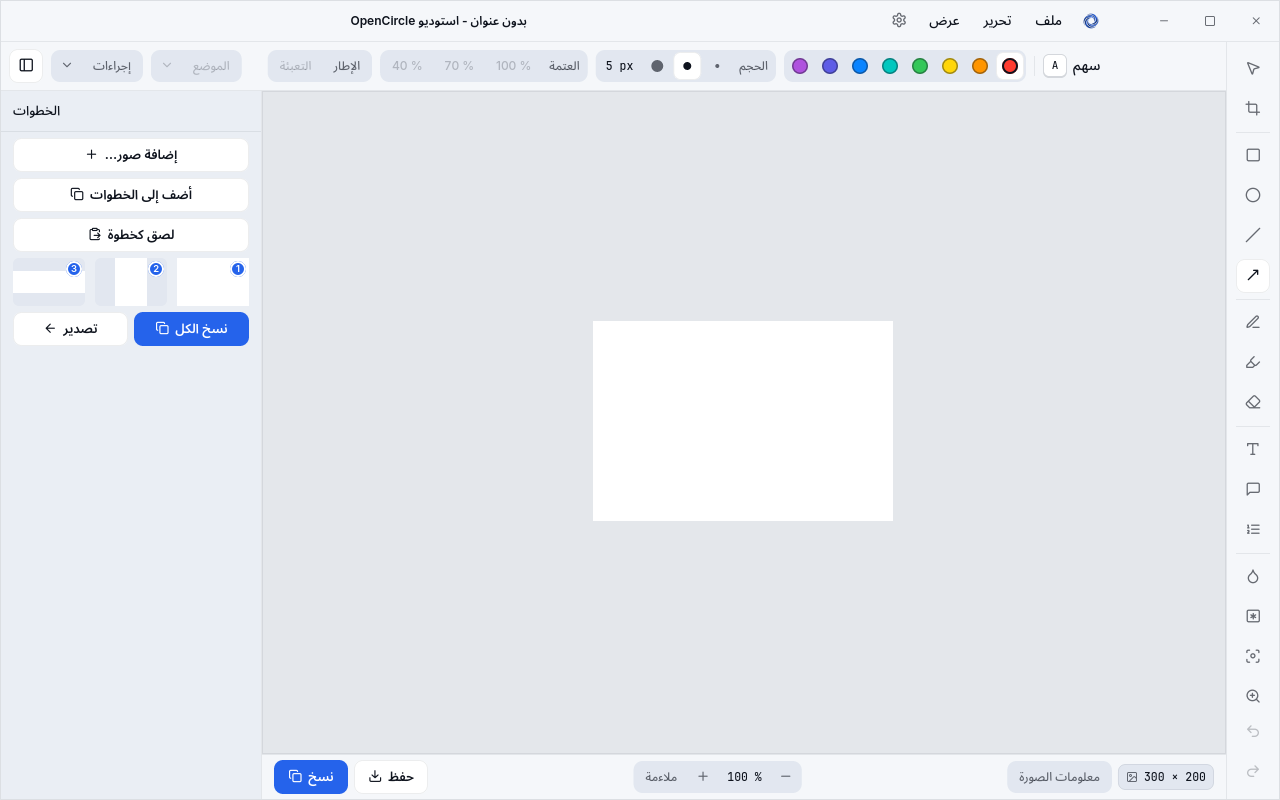 ملف تحرير عرض
بدون عنوان - استوديو OpenCircle
سهم A
الحجم 5 px
العتمة 100 % 70 % 40 %
الإطار التعبئة
الموضع
إجراءات
الخطوات
إضافة صور...
أضف إلى الخطوات
لصق كخطوة
1 2 3
نسخ الكل تصدير
300 × 200 معلومات الصورة
100 % ملاءمة
حفظ نسخ